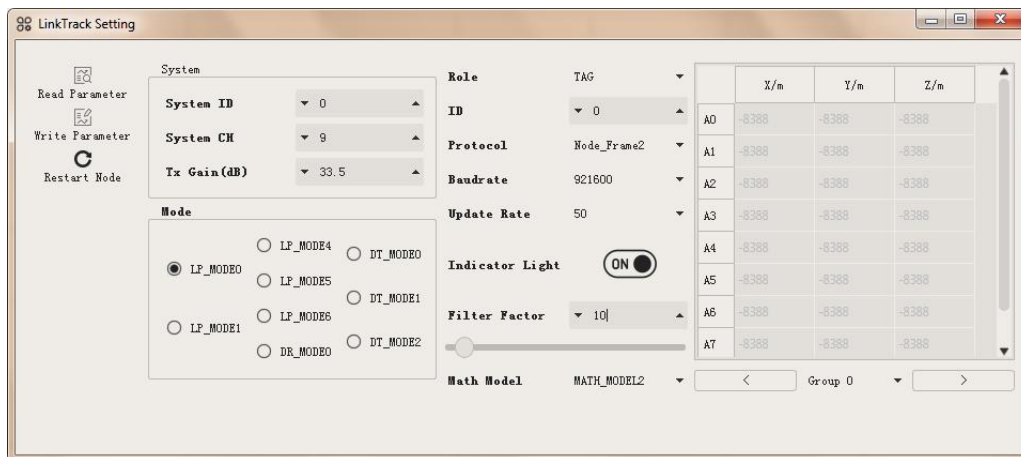 LinkTrack Setting
Read Parameter
Write Parameter
Restart Node
System
System ID 0
System CH 9
Tx Gain(dB) 33.5
Mode
LP_MODE0
LP_MODE1
LP_MODE4
LP_MODE5
LP_MODE6
DR_MODE0
DT_MODE0
DT_MODE1
DT_MODE2
Role TAG
ID 0
Protocol Node_Frame2
Baudrate 921600
Update Rate 50
Indicator Light ON
Filter Factor 10
Math Model MATH_MODEL2
X/m Y/m Z/m
A0 -8388 -8388 -8388
A1 -8388 -8388 -8388
A2 -8388 -8388 -8388
A3 -8388 -8388 -8388
A4 -8388 -8388 -8388
A5 -8388 -8388 -8388
A6 -8388 -8388 -8388
A7 -8388 -8388 -8388
< Group 0 >